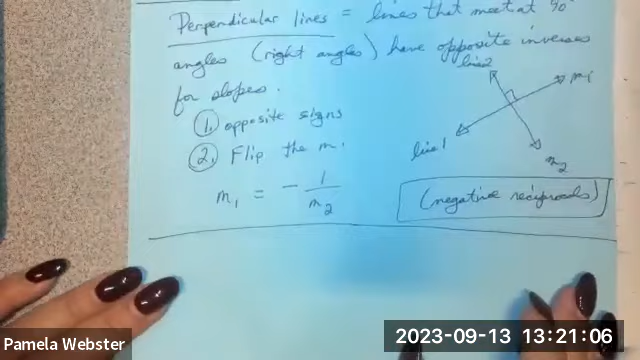 Perpendicular lines = lines that meet at 90°
angles (right angles) have opposite inverses
for slopes.
line 2
m1
1. opposite signs
2. Flip the m.
line 1
m2
m1 = - 1/m2
(negative reciprocals)
Pamela Webster
2023-09-13 13:21:06